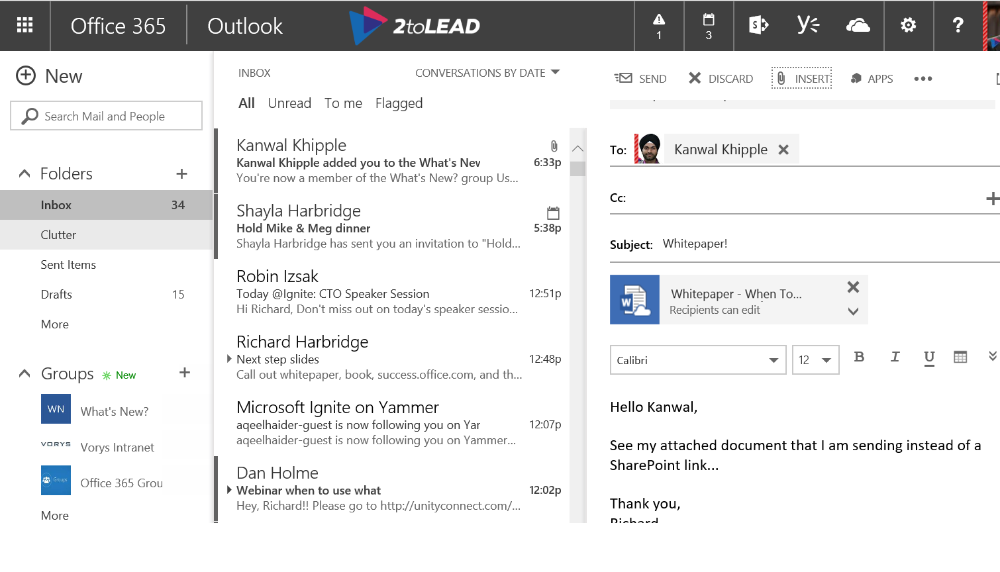 Office 365
Outlook
2toLEAD
1
3
?
New
Search Mail and People
Folders
Inbox 34
Clutter
Sent Items
Drafts 15
More
Groups New
WN What's New?
VORYS Vorys Intranet
Groups Office 365 Grou
More
INBOX CONVERSATIONS BY DATE
All Unread To me Flagged
Kanwal Khipple
Kanwal Khipple added you to the What's New 6:33p
You're now a member of the What's New? group Us...
Shayla Harbridge
Hold Mike & Meg dinner 5:38p
Shayla Harbridge has sent you an invitation to "Hold...
Robin Izsak
Today @Ignite: CTO Speaker Session 12:51p
Hi Richard, Don't miss out on today's speaker sessio...
Richard Harbridge
Next step slides 12:48p
Call out whitepaper, book, success.office.com, and th...
Microsoft Ignite on Yammer
aqeelhaider-guest is now following you on Yar 12:07p
aqeelhaider-guest is now following you on Yammer...
Dan Holme
Webinar when to use what 12:02p
Hey, Richard!! Please go to http://unityconnect.com/...
SEND DISCARD INSERT APPS
To: Kanwal Khipple
Cc:
Subject: Whitepaper!
Whitepaper - When To...
Recipients can edit
Calibri 12 B I U
Hello Kanwal,
See my attached document that I am sending instead of a
SharePoint link...
Thank you,
Richard